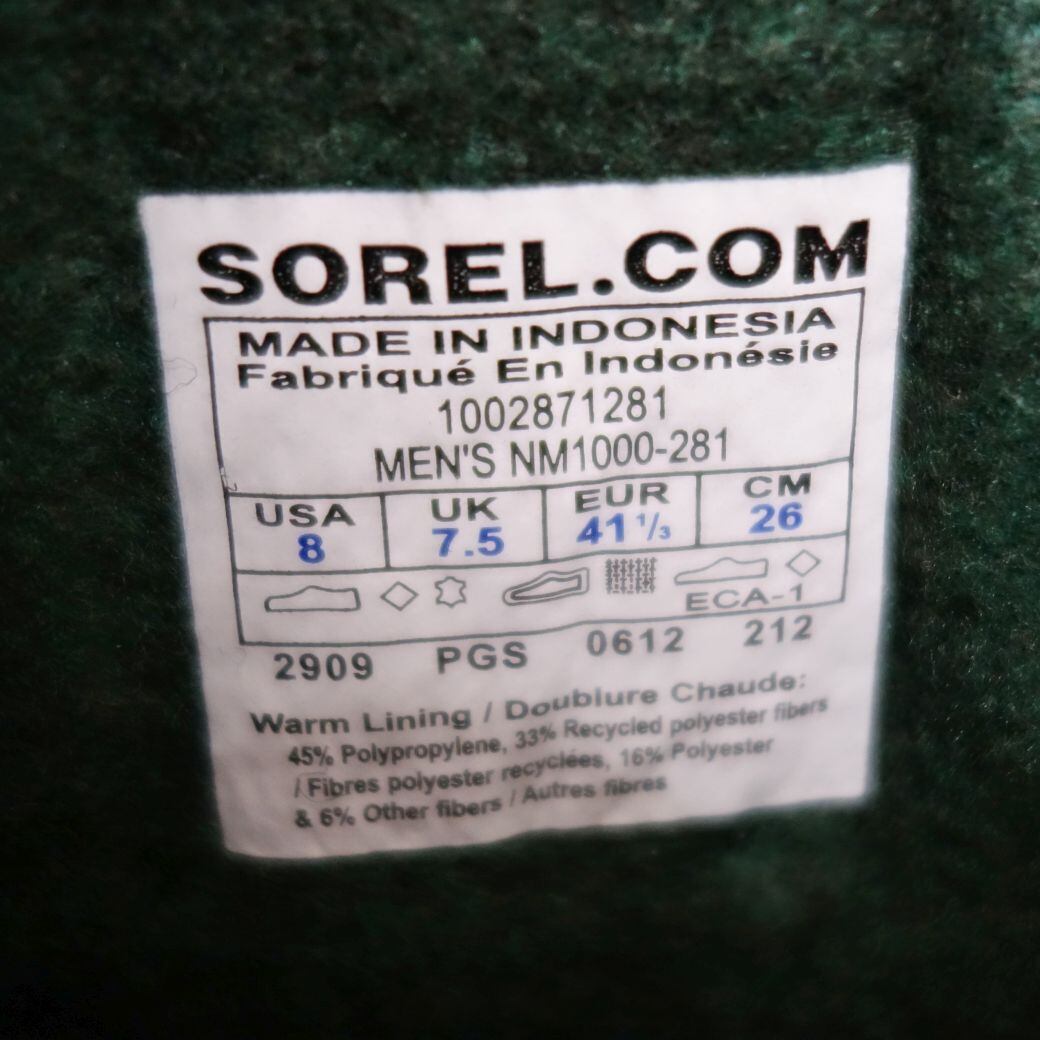 SOREL.COM
MADE IN INDONESIA
Fabriqué En Indonésie
1002871281
MEN'S NM1000-281
USA UK EUR CM
8 7.5 41 1/3 26
ECA-1
2909 PGS 0612 212
Warm Lining / Doublure Chaude:
45% Polypropylene, 33% Recycled polyester fibers
/ Fibres polyester recyclées, 16% Polyester
& 6% Other fibers / Autres fibres